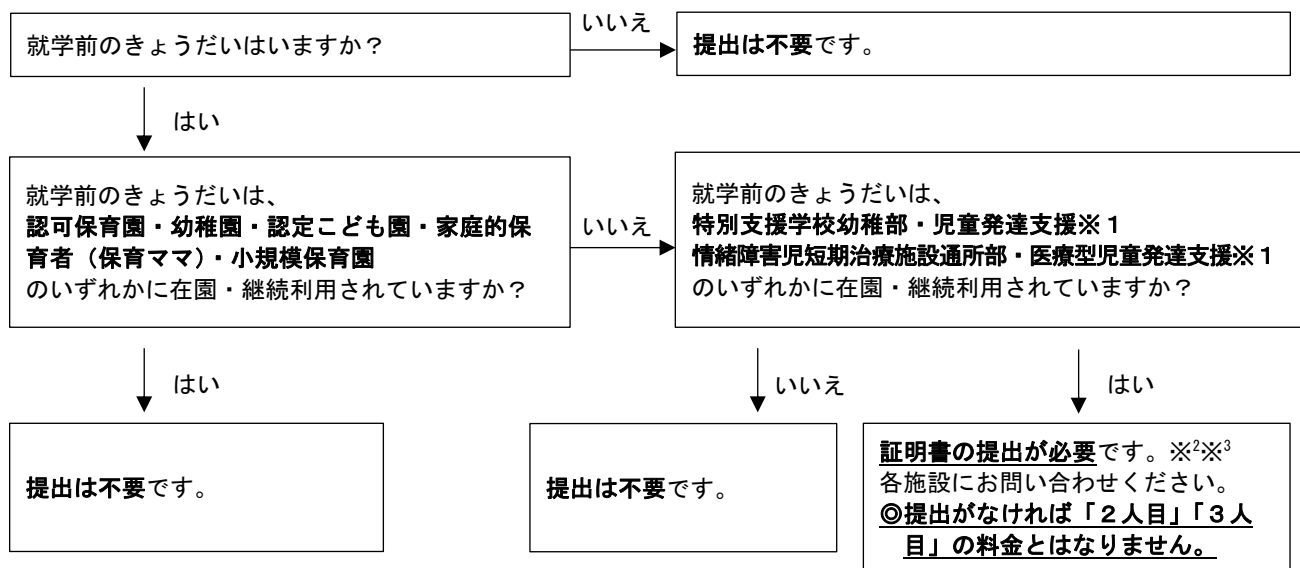 就学前のきょうだいはいますか？
いいえ
提出は不要です。
はい
就学前のきょうだいは、
認可保育園・幼稚園・認定こども園・家庭的保
育者（保育ママ）・小規模保育園
のいずれかに在園・継続利用されていますか？
いいえ
就学前のきょうだいは、
特別支援学校幼稚部・児童発達支援※１
情緒障害児短期治療施設通所部・医療型児童発達支援※１
のいずれかに在園・継続利用されていますか？
はい
いいえ
はい
提出は不要です。
提出は不要です。
証明書の提出が必要です。※²※³
各施設にお問い合わせください。
◎提出がなければ「２人目」「３人
目」の料金とはなりません。